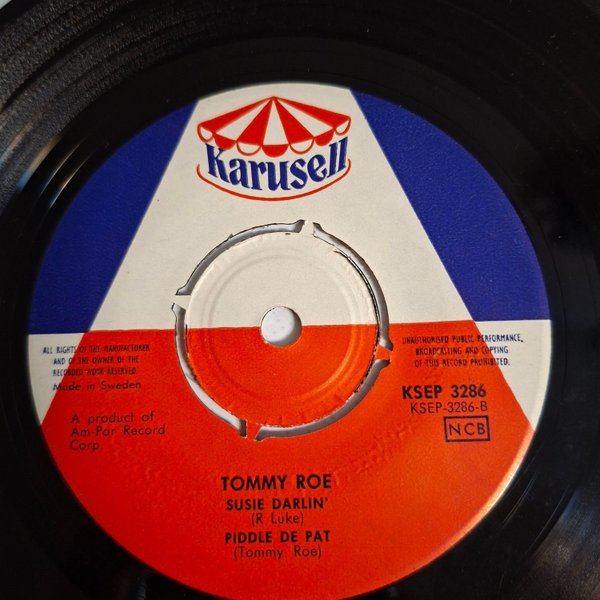 Karusell
ALL RIGHTS OF THE MANUFACTURER
AND OF THE OWNER OF THE
RECORDED WORK RESERVED.
Made in Sweden
A product of
Am-Par Record
Corp.
UNAUTHORISED PUBLIC PERFORMANCE,
BROADCASTING AND COPYING
OF THIS RECORD PROHIBITED.
KSEP 3286
KSEP-3286-B
NCB
TOMMY ROE
SUSIE DARLIN'
(R Luke)
PIDDLE DE PAT
(Tommy Roe)